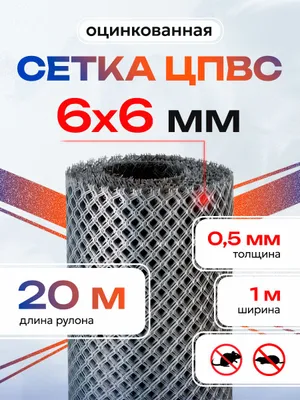 оцинкованная
СЕТКА ЦПВС
6х6 мм
0,5 мм
толщина
20 м
длина рулона
1 м
ширина